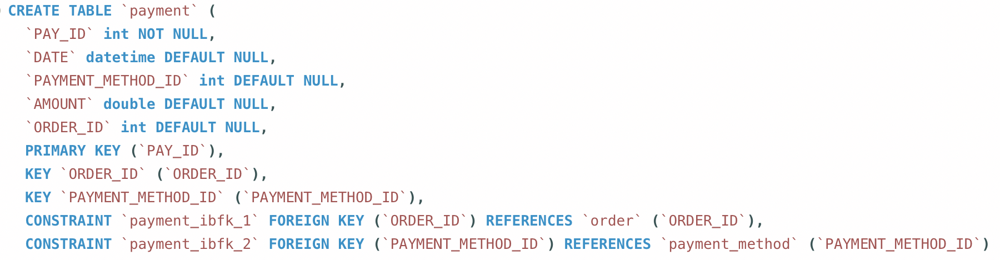 CREATE TABLE `payment` (
`PAY_ID` int NOT NULL,
`DATE` datetime DEFAULT NULL,
`PAYMENT_METHOD_ID` int DEFAULT NULL,
`AMOUNT` double DEFAULT NULL,
`ORDER_ID` int DEFAULT NULL,
PRIMARY KEY (`PAY_ID`),
KEY `ORDER_ID` (`ORDER_ID`),
KEY `PAYMENT_METHOD_ID` (`PAYMENT_METHOD_ID`),
CONSTRAINT `payment_ibfk_1` FOREIGN KEY (`ORDER_ID`) REFERENCES `order` (`ORDER_ID`),
CONSTRAINT `payment_ibfk_2` FOREIGN KEY (`PAYMENT_METHOD_ID`) REFERENCES `payment_method` (`PAYMENT_METHOD_ID`)